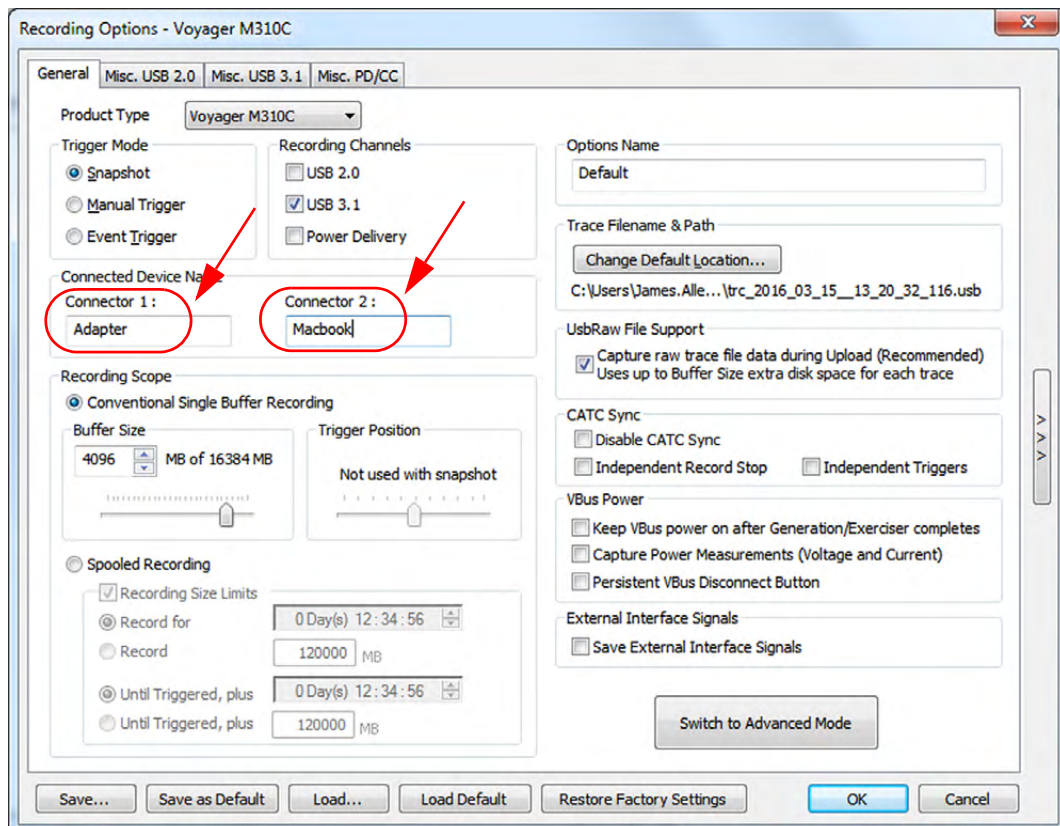 Recording Options - Voyager M310C
General Misc. USB 2.0 Misc. USB 3.1 Misc. PD/CC
Product Type Voyager M310C
Trigger Mode
Snapshot
Manual Trigger
Event Trigger
Recording Channels
USB 2.0
USB 3.1
Power Delivery
Connected Device Name
Connector 1 :
Adapter
Connector 2 :
Macbook
Recording Scope
Conventional Single Buffer Recording
Buffer Size
4096 MB of 16384 MB
Trigger Position
Not used with snapshot
Spooled Recording
Recording Size Limits
Record for 0 Day(s) 12 : 34 : 56
Record 120000 MB
Until Triggered, plus 0 Day(s) 12 : 34 : 56
Until Triggered, plus 120000 MB
Options Name
Default
Trace Filename & Path
Change Default Location...
C:\Users\James.Alle...\trc_2016_03_15__13_20_32_116.usb
UsbRaw File Support
Capture raw trace file data during Upload (Recommended)
Uses up to Buffer Size extra disk space for each trace
CATC Sync
Disable CATC Sync
Independent Record Stop Independent Triggers
VBus Power
Keep VBus power on after Generation/Exerciser completes
Capture Power Measurements (Voltage and Current)
Persistent VBus Disconnect Button
External Interface Signals
Save External Interface Signals
Switch to Advanced Mode
>
>
>
Save... Save as Default Load... Load Default Restore Factory Settings OK Cancel